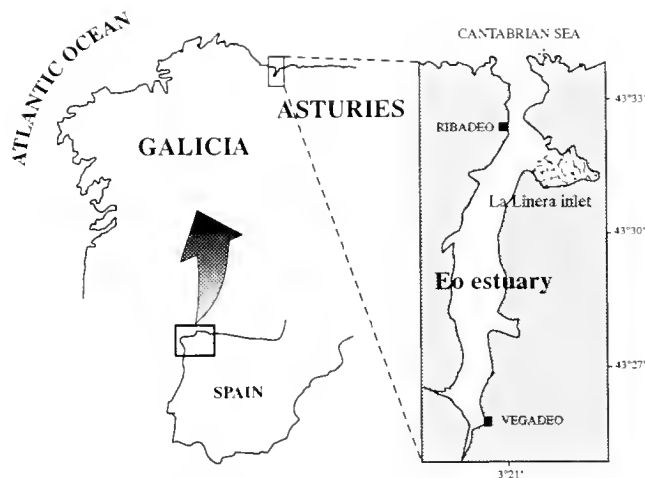 ATLANTIC OCEAN
GALICIA
ASTURIES
SPAIN
CANTABRIAN SEA
43°33'
RIBADEO
La Linera inlet
43°30'
Eo estuary
43°27'
VEGADEO
3°21'